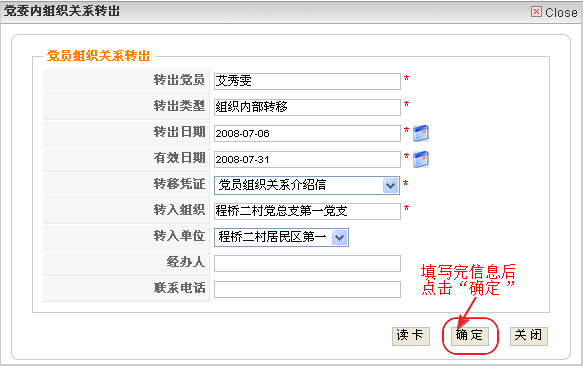 党委内组织关系转出
Close
党员组织关系转出
转出党员 艾秀雯 *
转出类型 组织内部转移 *
转出日期 2008-07-06 *
有效日期 2008-07-31 *
转移凭证 党员组织关系介绍信 *
转入组织 程桥二村党总支第一党支 *
转入单位 程桥二村居民区第一
经办人
联系电话
填写完信息后
点击“确定 ”
读卡 确定 关闭